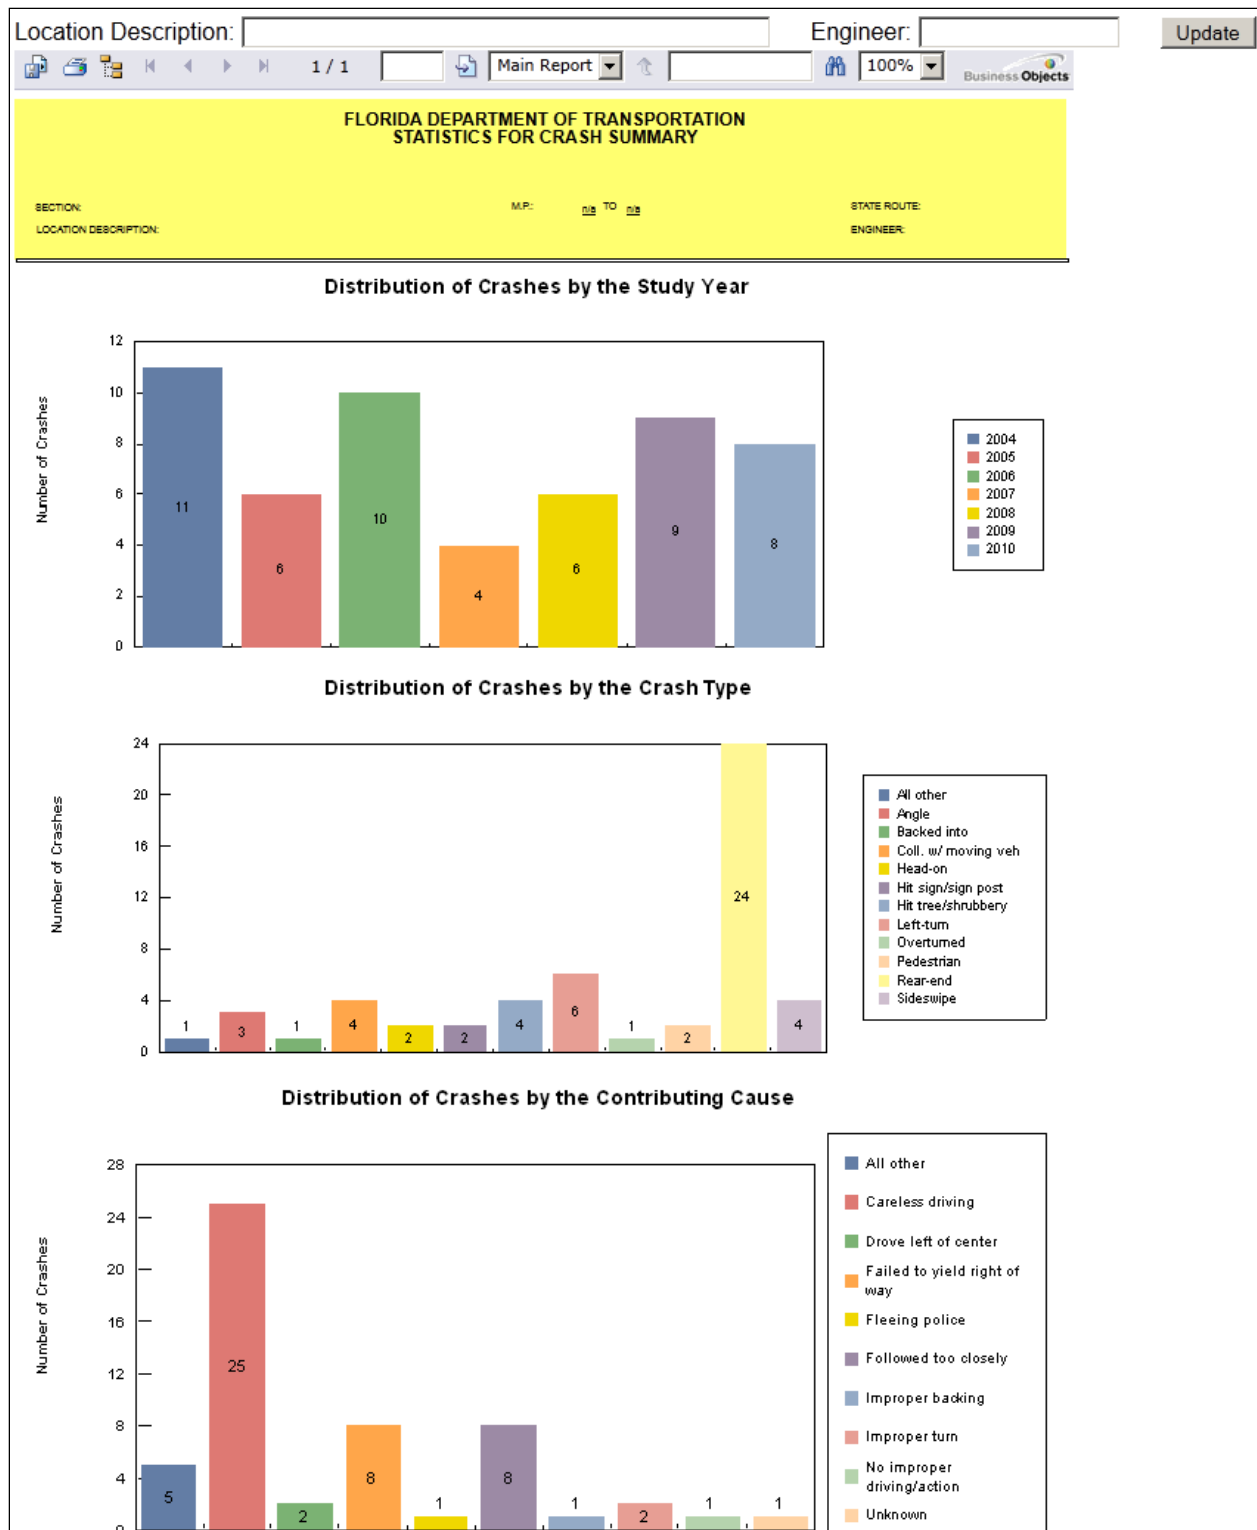 Location Description: Engineer: Update
1 / 1 Main Report 100% Business Objects
FLORIDA DEPARTMENT OF TRANSPORTATION
STATISTICS FOR CRASH SUMMARY
SECTION: M.P.: n/a TO n/a STATE ROUTE:
LOCATION DESCRIPTION: ENGINEER:
Distribution of Crashes by the Study Year
Number of Crashes
12
10
8
6
4
2
0
11
6
10
4
6
9
8
2004
2005
2006
2007
2008
2009
2010
Distribution of Crashes by the Crash Type
Number of Crashes
24
20
16
12
8
4
0
1
3
1
4
2
2
4
6
1
2
24
4
All other
Angle
Backed into
Coll. w/ moving veh
Head-on
Hit sign/sign post
Hit tree/shrubbery
Left-turn
Overturned
Pedestrian
Rear-end
Sideswipe
Distribution of Crashes by the Contributing Cause
Number of Crashes
28
24
20
16
12
8
4
0
5
25
2
8
1
8
1
2
1
1
All other
Careless driving
Drove left of center
Failed to yield right of
way
Fleeing police
Followed too closely
Improper backing
Improper turn
No improper
driving/action
Unknown